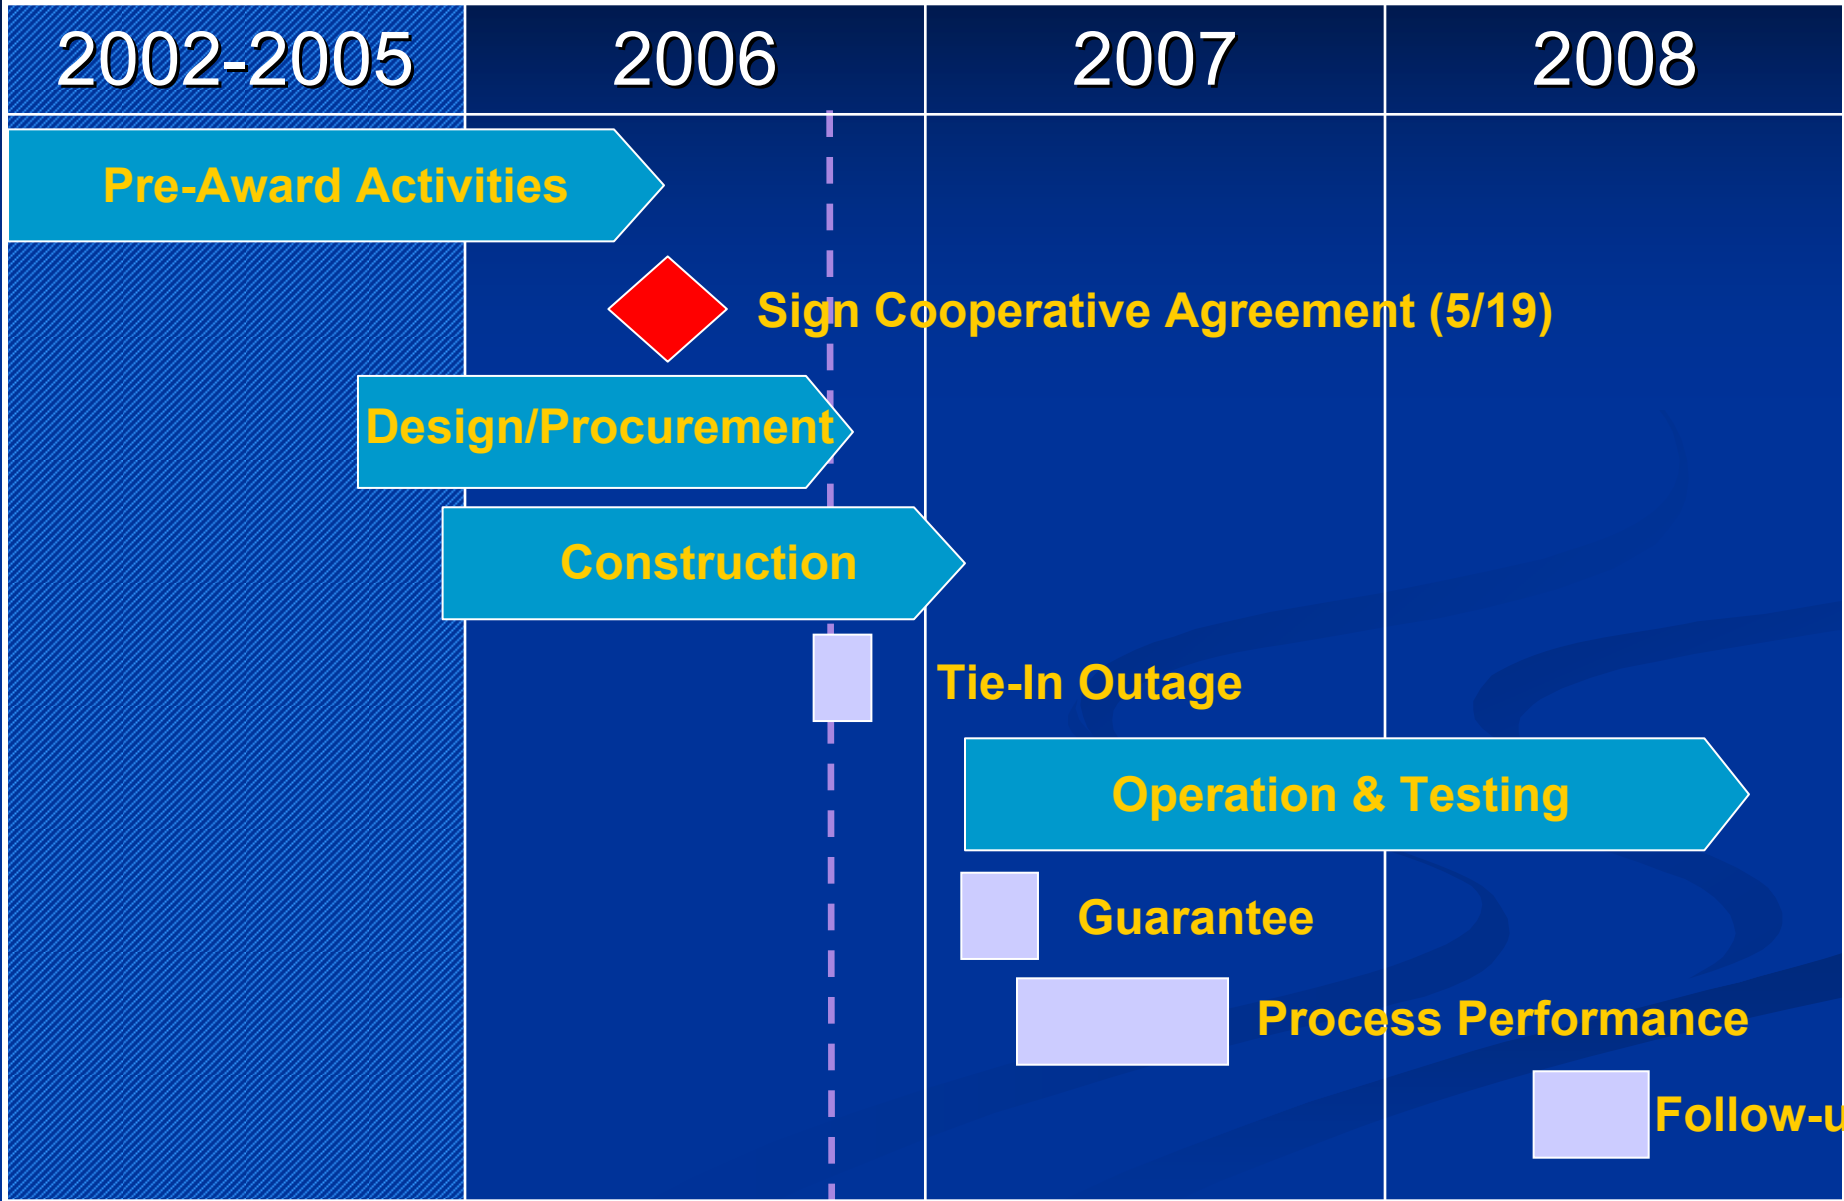 2002-2005 2006 2007 2008
Pre-Award Activities
Sign Cooperative Agreement (5/19)
Design/Procurement
Construction
Tie-In Outage
Operation & Testing
Guarantee
Process Performance
Follow-u